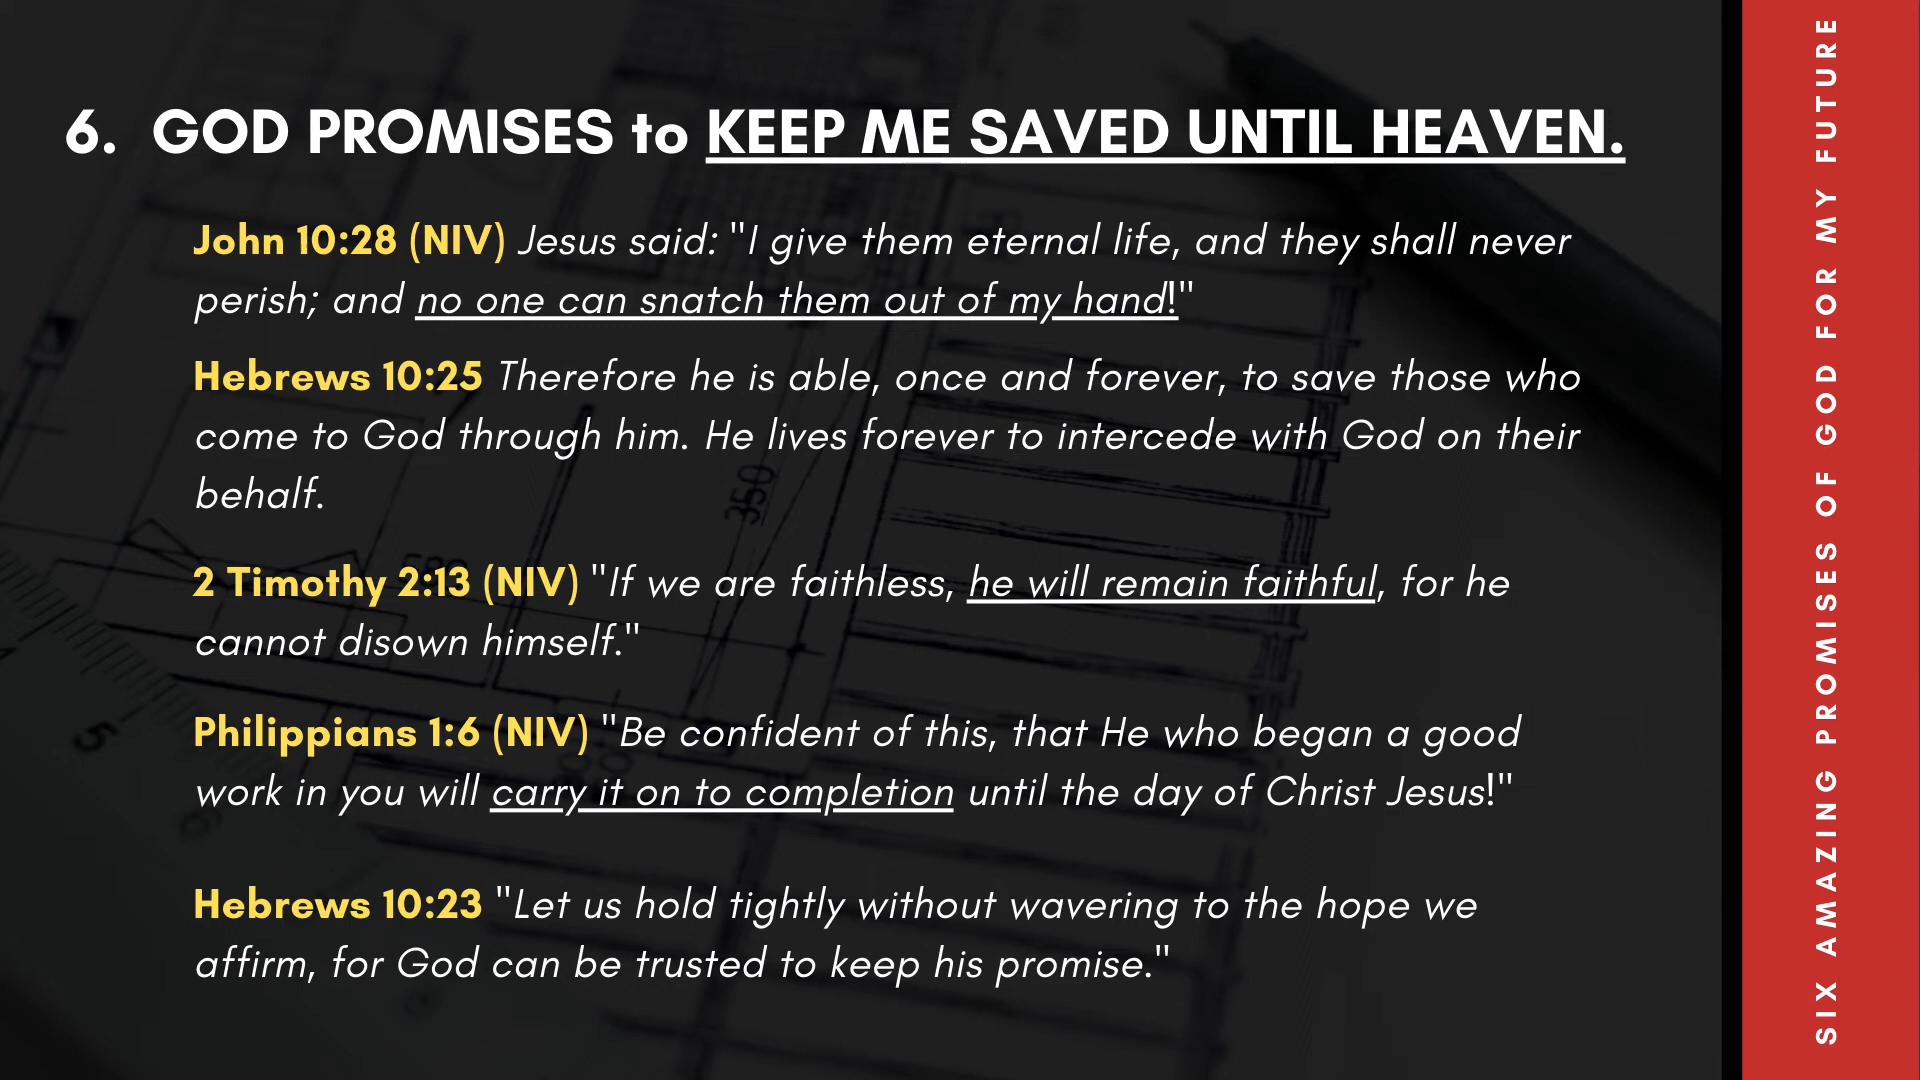 6. GOD PROMISES to KEEP ME SAVED UNTIL HEAVEN.
John 10:28 (NIV) Jesus said: "I give them eternal life, and they shall never
perish; and no one can snatch them out of my hand!"
Hebrews 10:25 Therefore he is able, once and forever, to save those who
come to God through him. He lives forever to intercede with God on their
behalf.
2 Timothy 2:13 (NIV) "If we are faithless, he will remain faithful, for he
cannot disown himself."
Philippians 1:6 (NIV) "Be confident of this, that He who began a good
work in you will carry it on to completion until the day of Christ Jesus!"
Hebrews 10:23 "Let us hold tightly without wavering to the hope we
affirm, for God can be trusted to keep his promise."
SIX AMAZING PROMISES OF GOD FOR MY FUTURE
350
5